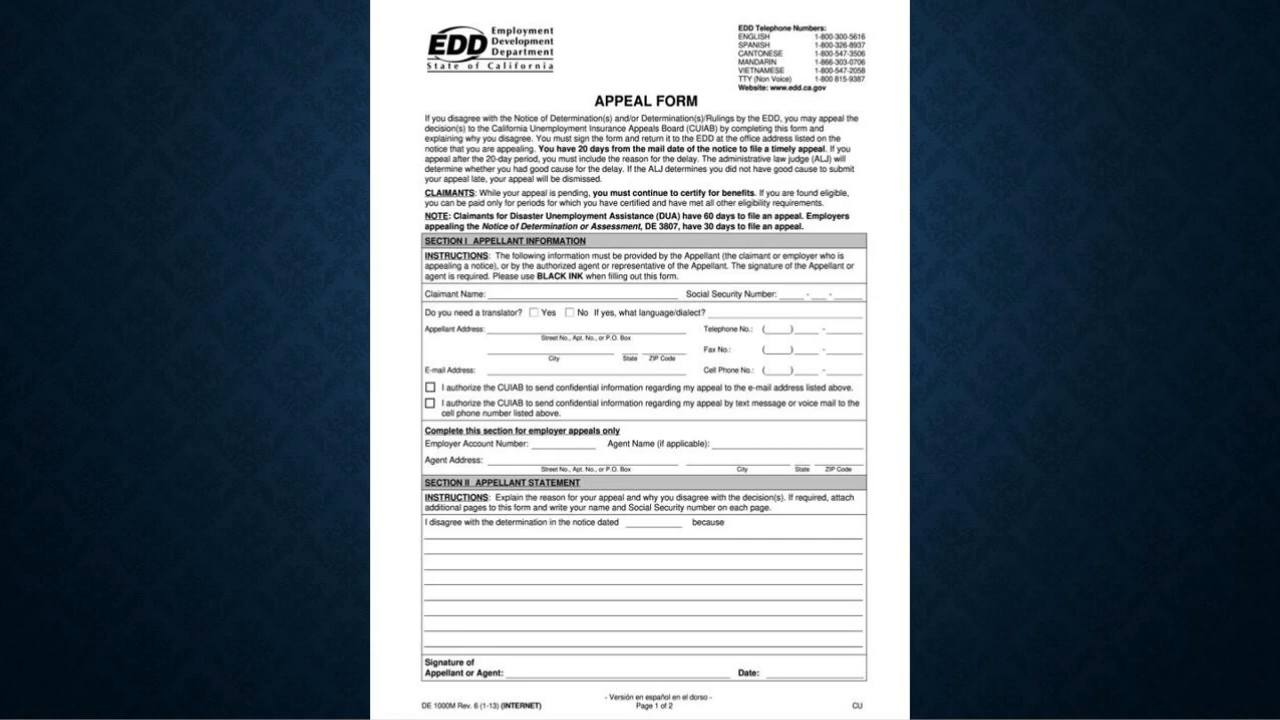 EDD
Employment
Development
Department
State of California
EDD Telephone Numbers:
ENGLISH 1-800-300-5616
SPANISH 1-800-326-8937
CANTONESE 1-800-547-3506
MANDARIN 1-866-303-0706
VIETNAMESE 1-800-547-2058
TTY (Non Voice) 1-800 815-9387
Website: www.edd.ca.gov
APPEAL FORM
If you disagree with the Notice of Determination(s) and/or Determination(s)/Rulings by the EDD, you may appeal the
decision(s) to the California Unemployment Insurance Appeals Board (CUIAB) by completing this form and
explaining why you disagree. You must sign the form and return it to the EDD at the office address listed on the
notice that you are appealing. You have 20 days from the mail date of the notice to file a timely appeal. If you
appeal after the 20-day period, you must include the reason for the delay. The administrative law judge (ALJ) will
determine whether you had good cause for the delay. If the ALJ determines you did not have good cause to submit
your appeal late, your appeal will be dismissed.
CLAIMANTS: While your appeal is pending, you must continue to certify for benefits. If you are found eligible,
you can be paid only for periods for which you have certified and have met all other eligibility requirements.
NOTE: Claimants for Disaster Unemployment Assistance (DUA) have 60 days to file an appeal. Employers
appealing the Notice of Determination or Assessment, DE 3807, have 30 days to file an appeal.
SECTION I APPELLANT INFORMATION
INSTRUCTIONS: The following information must be provided by the Appellant (the claimant or employer who is
appealing a notice), or by the authorized agent or representative of the Appellant. The signature of the Appellant or
agent is required. Please use BLACK INK when filling out this form.
Claimant Name: Social Security Number: - -
Do you need a translator? Yes No If yes, what language/dialect?
Appellant Address: Telephone No.: ( ) -
Street No., Apt. No., or P.O. Box
Fax No.: ( ) -
City State ZIP Code
E-mail Address: Cell Phone No.: ( ) -
I authorize the CUIAB to send confidential information regarding my appeal to the e-mail address listed above.
I authorize the CUIAB to send confidential information regarding my appeal by text message or voice mail to the
cell phone number listed above.
Complete this section for employer appeals only
Employer Account Number: Agent Name (if applicable):
Agent Address:
Street No., Apt. No., or P.O. Box City State ZIP Code
SECTION II APPELLANT STATEMENT
INSTRUCTIONS: Explain the reason for your appeal and why you disagree with the decision(s). If required, attach
additional pages to this form and write your name and Social Security number on each page.
I disagree with the determination in the notice dated because
Signature of
Appellant or Agent: Date:
- Versión en español en el dorso -
DE 1000M Rev. 6 (1-13) (INTERNET) Page 1 of 2 CU